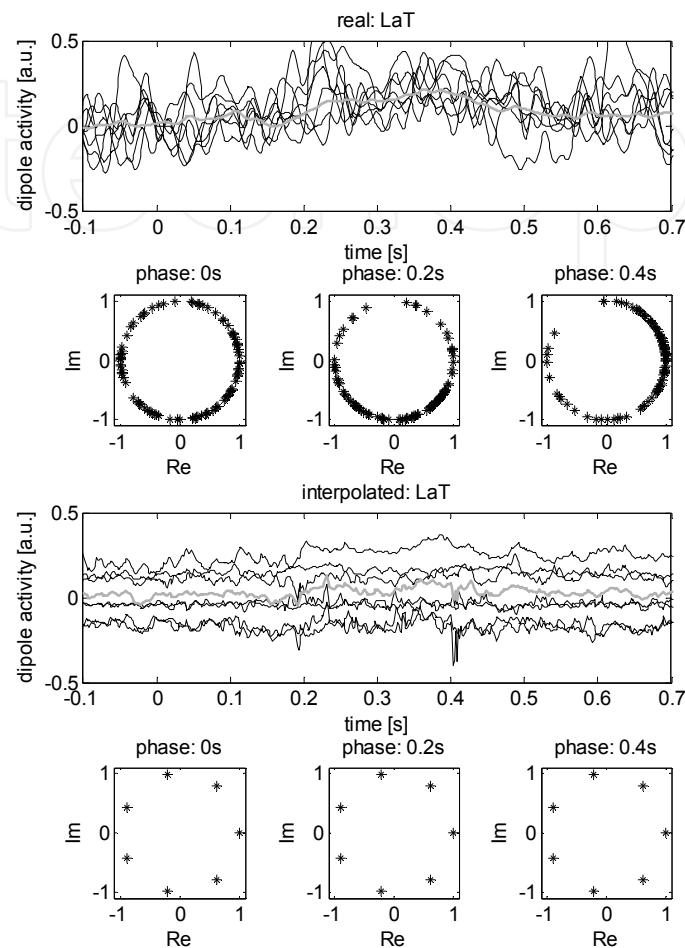 real: LaT
dipole activity [a.u.]
0.5
0
-0.5
-0.1 0 0.1 0.2 0.3 0.4 0.5 0.6 0.7
time [s]
phase: 0s phase: 0.2s phase: 0.4s
Im Im Im
1 1 1
0 0 0
-1 -1 -1
-1 0 1 -1 0 1 -1 0 1
Re Re Re
interpolated: LaT
dipole activity [a.u.]
0.5
0
-0.5
-0.1 0 0.1 0.2 0.3 0.4 0.5 0.6 0.7
time [s]
phase: 0s phase: 0.2s phase: 0.4s
Im Im Im
1 1 1
0 0 0
-1 -1 -1
-1 0 1 -1 0 1 -1 0 1
Re Re Re